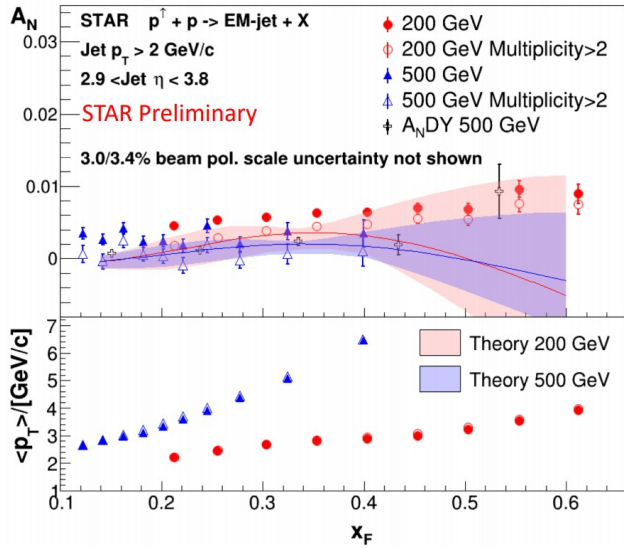 A_N
STAR p^↑ + p -> EM-jet + X
Jet p_T > 2 GeV/c
2.9 <Jet η < 3.8
STAR Preliminary
3.0/3.4% beam pol. scale uncertainty not shown
200 GeV
200 GeV Multiplicity>2
500 GeV
500 GeV Multiplicity>2
A_NDY 500 GeV
0.03
0.02
0.01
0
<p_T>/[GeV/c]
7
6
5
4
3
2
1
Theory 200 GeV
Theory 500 GeV
0.1 0.2 0.3 0.4 0.5 0.6
x_F